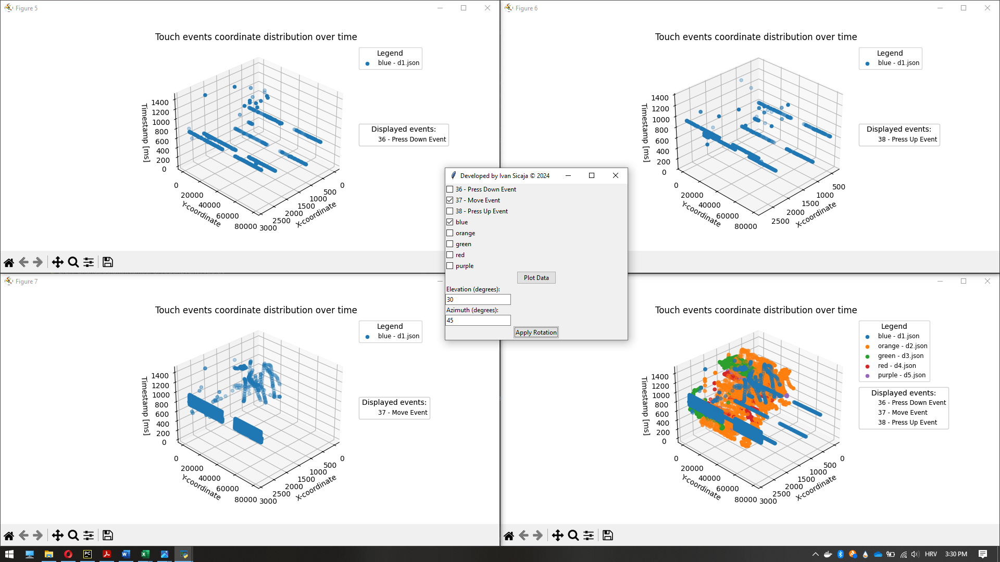 Figure 5
Touch events coordinate distribution over time
Legend
blue - d1.json
Displayed events:
36 - Press Down Event
Timestamp [ms]
1400
1200
1000
800
600
400
200
0
0
20000
40000
60000
80000
Y-coordinate
0
500
1000
1500
2000
2500
3000
X-coordinate
Figure 6
Touch events coordinate distribution over time
Legend
blue - d1.json
Displayed events:
38 - Press Up Event
Timestamp [ms]
1400
1200
1000
800
600
400
200
0
0
20000
40000
60000
80000
Y-coordinate
500
1000
1500
2000
2500
X-coordinate
Developed by Ivan Sicaja © 2024
36 - Press Down Event
37 - Move Event
38 - Press Up Event
blue
orange
green
red
purple
Plot Data
Elevation (degrees):
30
Azimuth (degrees):
45
Apply Rotation
Figure 7
Touch events coordinate distribution over time
Legend
blue - d1.json
Displayed events:
37 - Move Event
Timestamp [ms]
1400
1200
1000
800
600
400
200
0
0
20000
40000
60000
80000
Y-coordinate
0
500
1000
1500
2000
2500
3000
X-coordinate
Touch events coordinate distribution over time
Legend
blue - d1.json
orange - d2.json
green - d3.json
red - d4.json
purple - d5.json
Displayed events:
36 - Press Down Event
37 - Move Event
38 - Press Up Event
Timestamp [ms]
1400
1200
1000
800
600
400
200
0
0
20000
40000
60000
80000
Y-coordinate
0
500
1000
1500
2000
2500
3000
X-coordinate
PC
HRV
3:30 PM